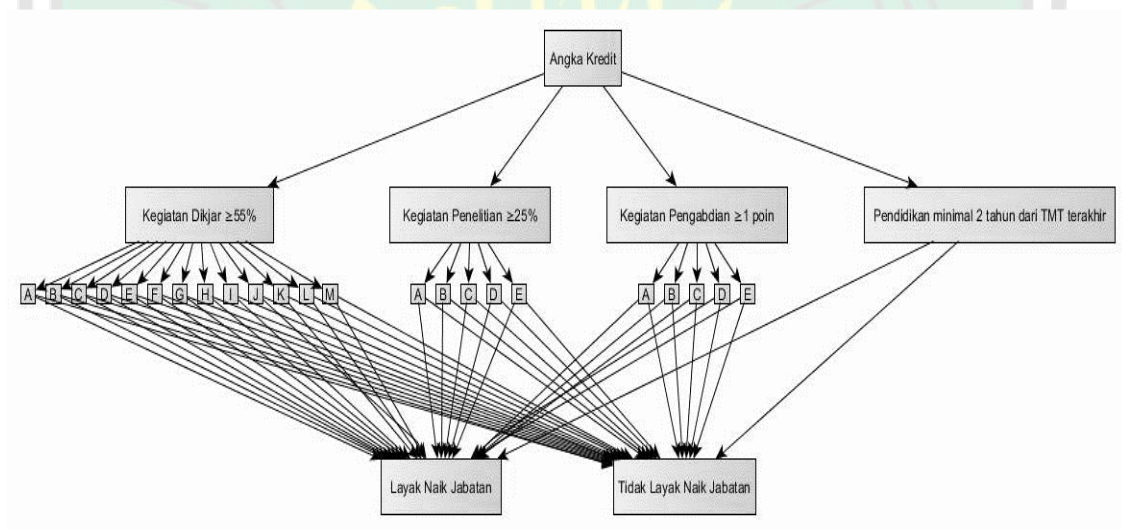 Angka Kredit
Kegiatan Dikjar ≥55%
Kegiatan Penelitian ≥25%
Kegiatan Pengabdian ≥1 poin
Pendidikan minimal 2 tahun dari TMT terakhir
A B C D E F G H I J K L M
A B C D E
A B C D E
Layak Naik Jabatan
Tidak Layak Naik Jabatan